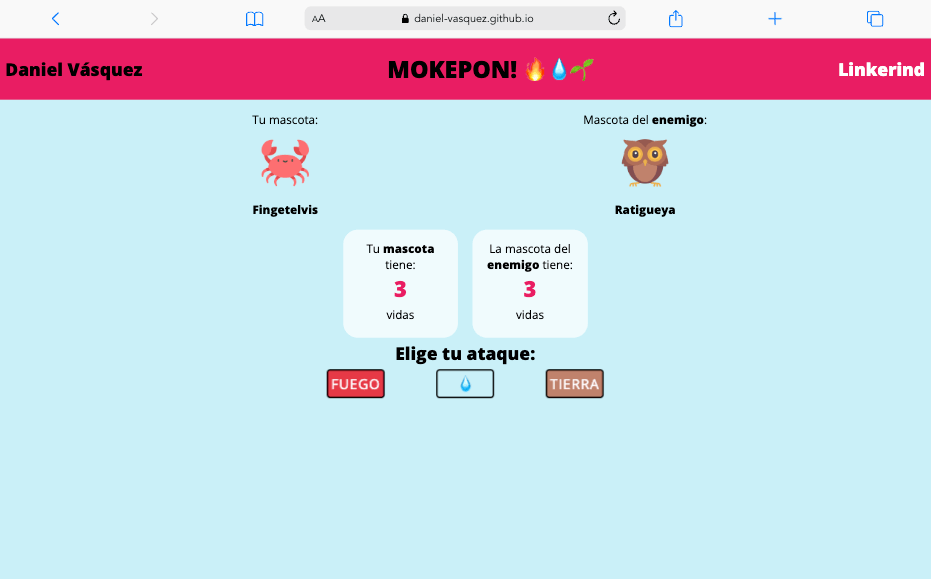 AA daniel-vasquez.github.io
Daniel Vásquez
MOKEPON! 🔥💧🌱
Linkerind
Tu mascota:
Fingetelvis
Mascota del enemigo:
Ratigueya
Tu mascota
tiene:
3
vidas
La mascota del
enemigo tiene:
3
vidas
Elige tu ataque:
FUEGO
💧
TIERRA